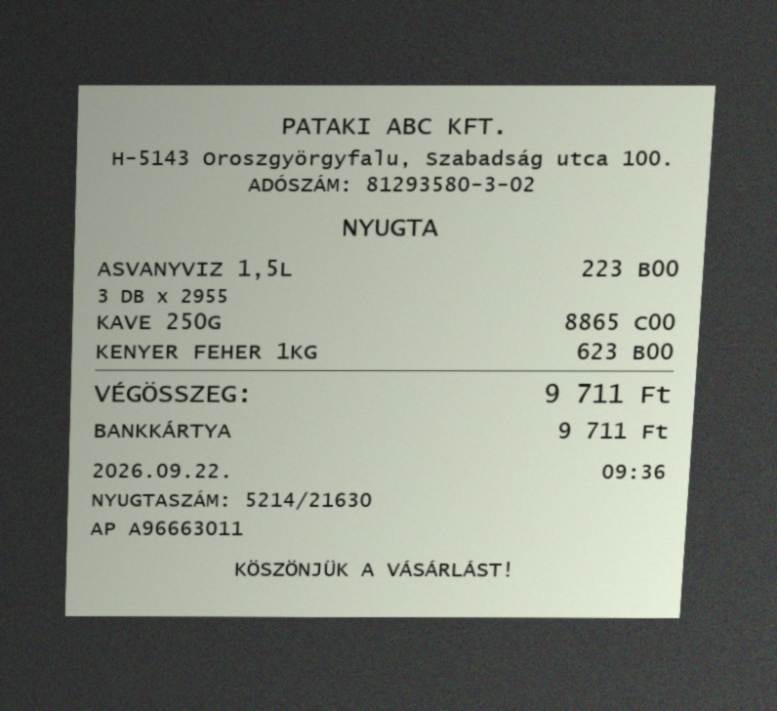 PATAKI ABC KFT.
H-5143 Oroszgyörgyfalu, Szabadság utca 100.
ADÓSZÁM: 81293580-3-02
NYUGTA
ASVANYVIZ 1,5L 223 B00
3 DB x 2955
KAVE 250G 8865 C00
KENYER FEHER 1KG 623 B00
VÉGÖSSZEG: 9 711 Ft
BANKKÁRTYA 9 711 Ft
2026.09.22. 09:36
NYUGTASZÁM: 5214/21630
AP A96663011
KÖSZÖNJÜK A VÁSÁRLÁST!